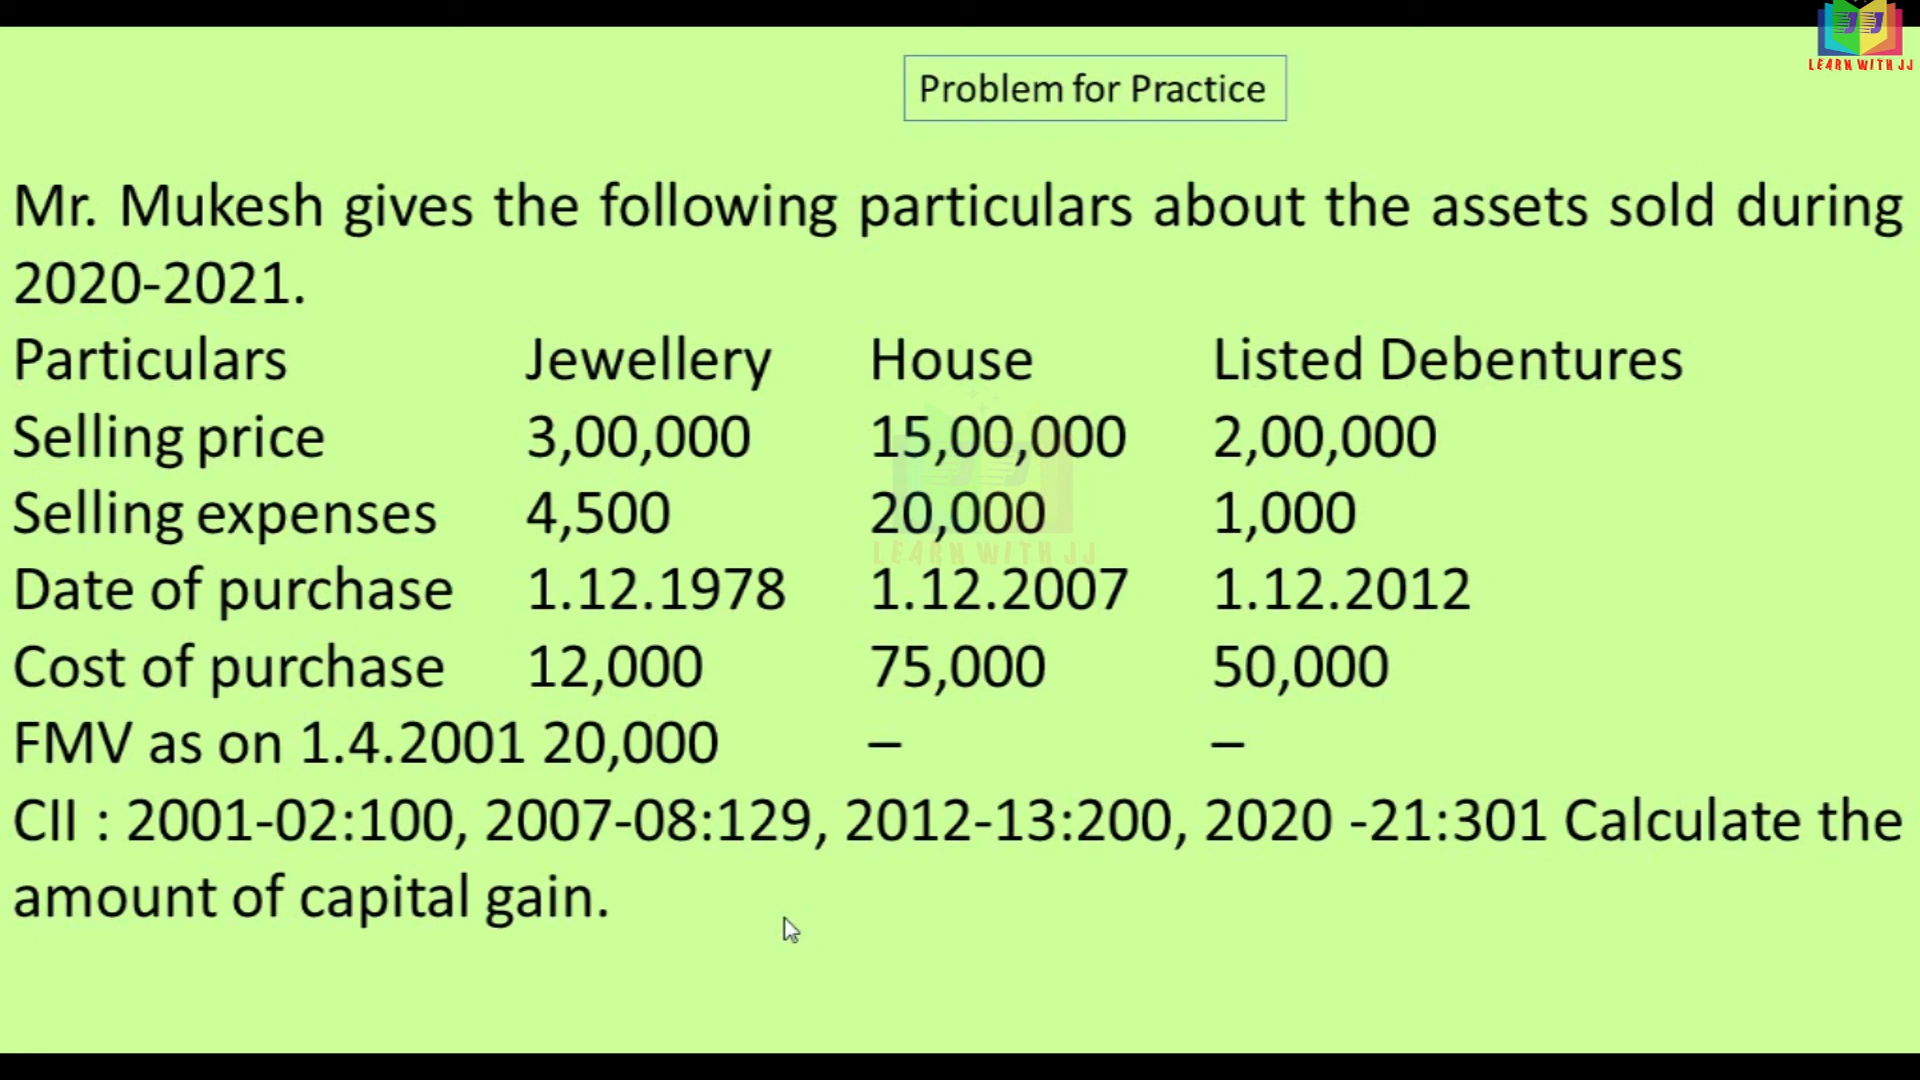 LEARN WITH JJ
Problem for Practice
Mr. Mukesh gives the following particulars about the assets sold during
2020-2021.
Particulars Jewellery House Listed Debentures
Selling price 3,00,000 15,00,000 2,00,000
Selling expenses 4,500 20,000 1,000
LEARN WITH JJ
Date of purchase 1.12.1978 1.12.2007 1.12.2012
Cost of purchase 12,000 75,000 50,000
FMV as on 1.4.2001 20,000 – –
CII : 2001-02:100, 2007-08:129, 2012-13:200, 2020 -21:301 Calculate the
amount of capital gain.